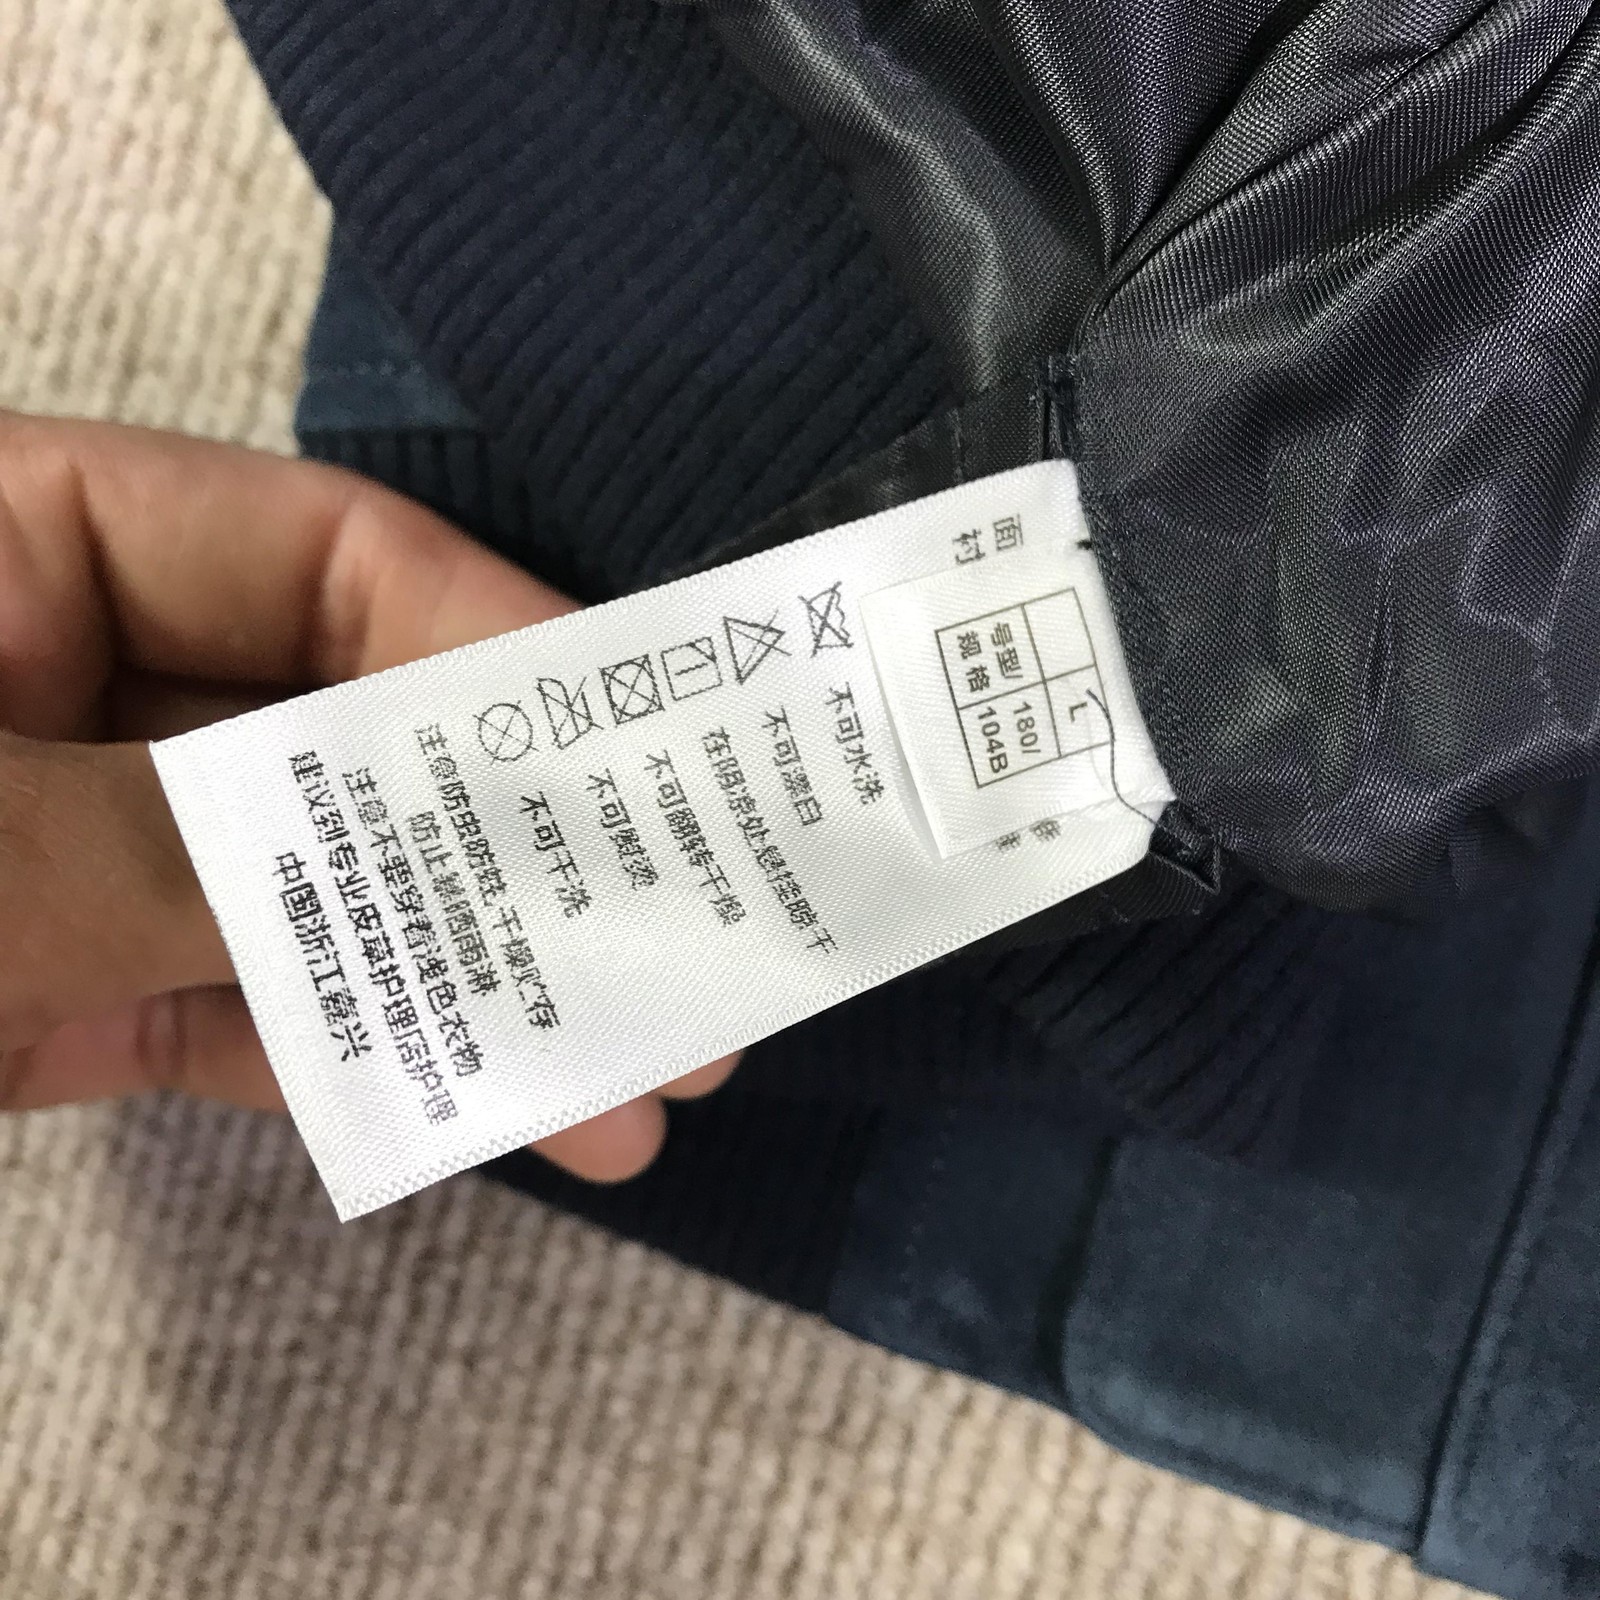 面
衬
L
号型/ 180/
规格 104B
不可水洗
不可漂白
在阴凉处悬挂晾干
不可翻转干燥
不可熨烫
不可干洗
注意防虫防蛀,干燥贮存
防止暴晒雨淋
注意不要穿着浅色衣物
建议到专业皮草护理店护理
中国浙江嘉兴